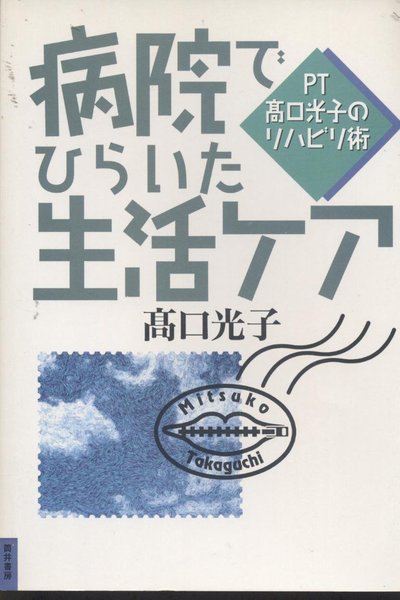 病院で
ひらいた
生活ケア
PT
髙口光子の
リハビリ術
髙口光子
Mitsuko
Takaguchi
筒井書房